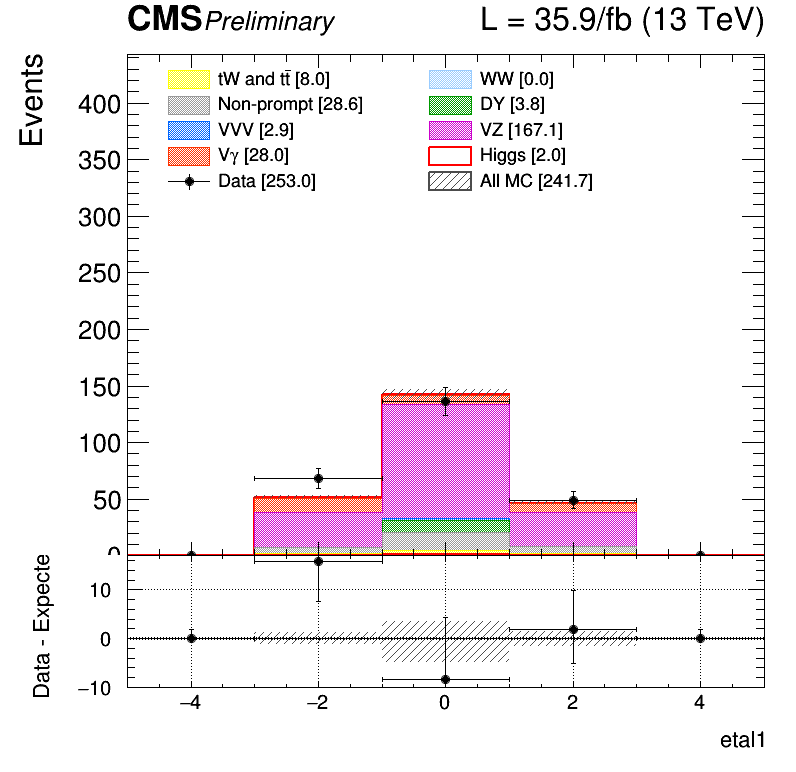 CMS Preliminary L = 35.9/fb (13 TeV)
Events
tW and tt̄ [8.0] WW [0.0]
Non-prompt [28.6] DY [3.8]
VVV [2.9] VZ [167.1]
Vγ [28.0] Higgs [2.0]
Data [253.0] All MC [241.7]
400
350
300
250
200
150
100
50
0
Data - Expecte
10
0
−10
−4 −2 0 2 4
etal1